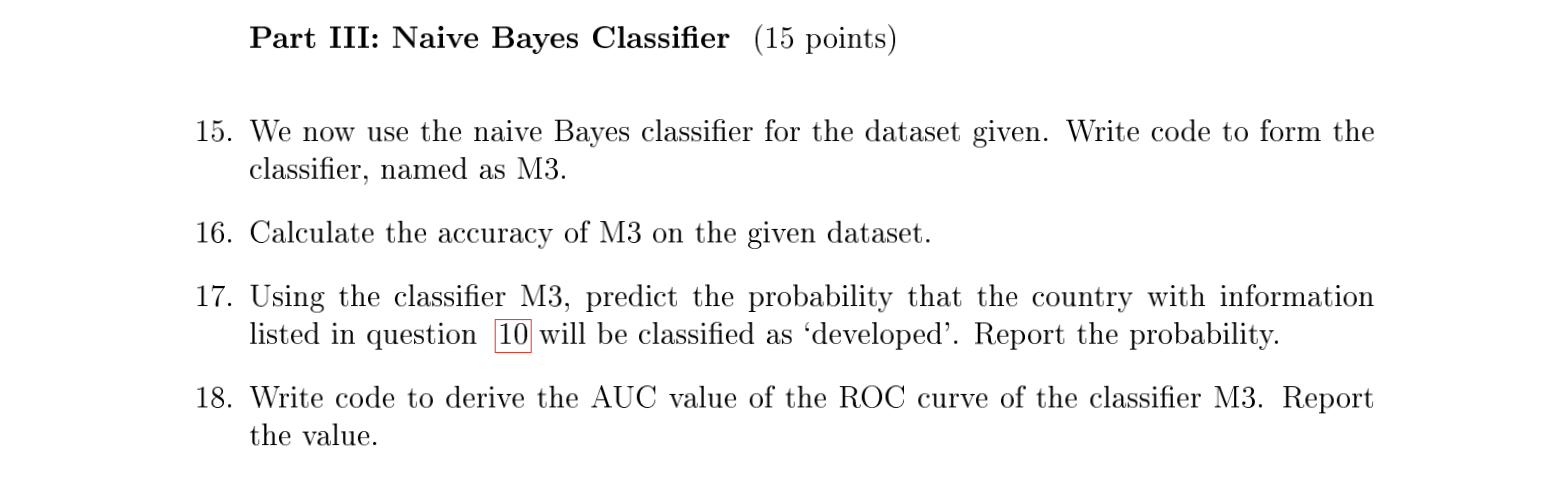 Part III: Naive Bayes Classifier (15 points)
15. We now use the naive Bayes classifier for the dataset given. Write code to form the
classifier, named as M3.
16. Calculate the accuracy of M3 on the given dataset.
17. Using the classifier M3, predict the probability that the country with information
listed in question 10 will be classified as ‘developed’. Report the probability.
18. Write code to derive the AUC value of the ROC curve of the classifier M3. Report
the value.